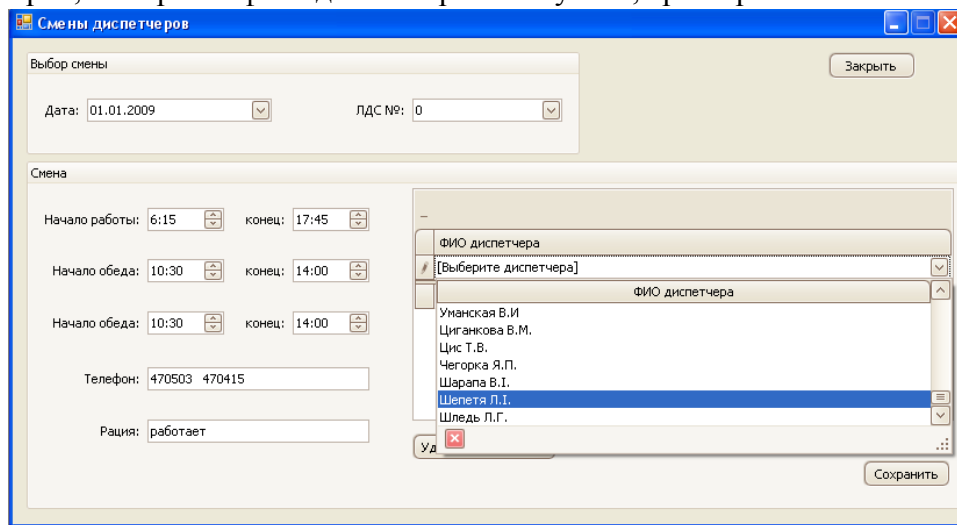 Смены диспетчеров
Выбор смены
Закрыть
Дата: 01.01.2009 ЛДС №: 0
Смена
Начало работы: 6:15 конец: 17:45
ФИО диспетчера
[Выберите диспетчера]
Начало обеда: 10:30 конец: 14:00
ФИО диспетчера
Уманская В.И
Начало обеда: 10:30 конец: 14:00
Циганкова В.М.
Цис Т.В.
Чегорка Я.П.
Телефон: 470503 470415
Шарапа В.І.
Шепетя Л.І.
Шледь Л.Г.
Рация: работает
Сохранить